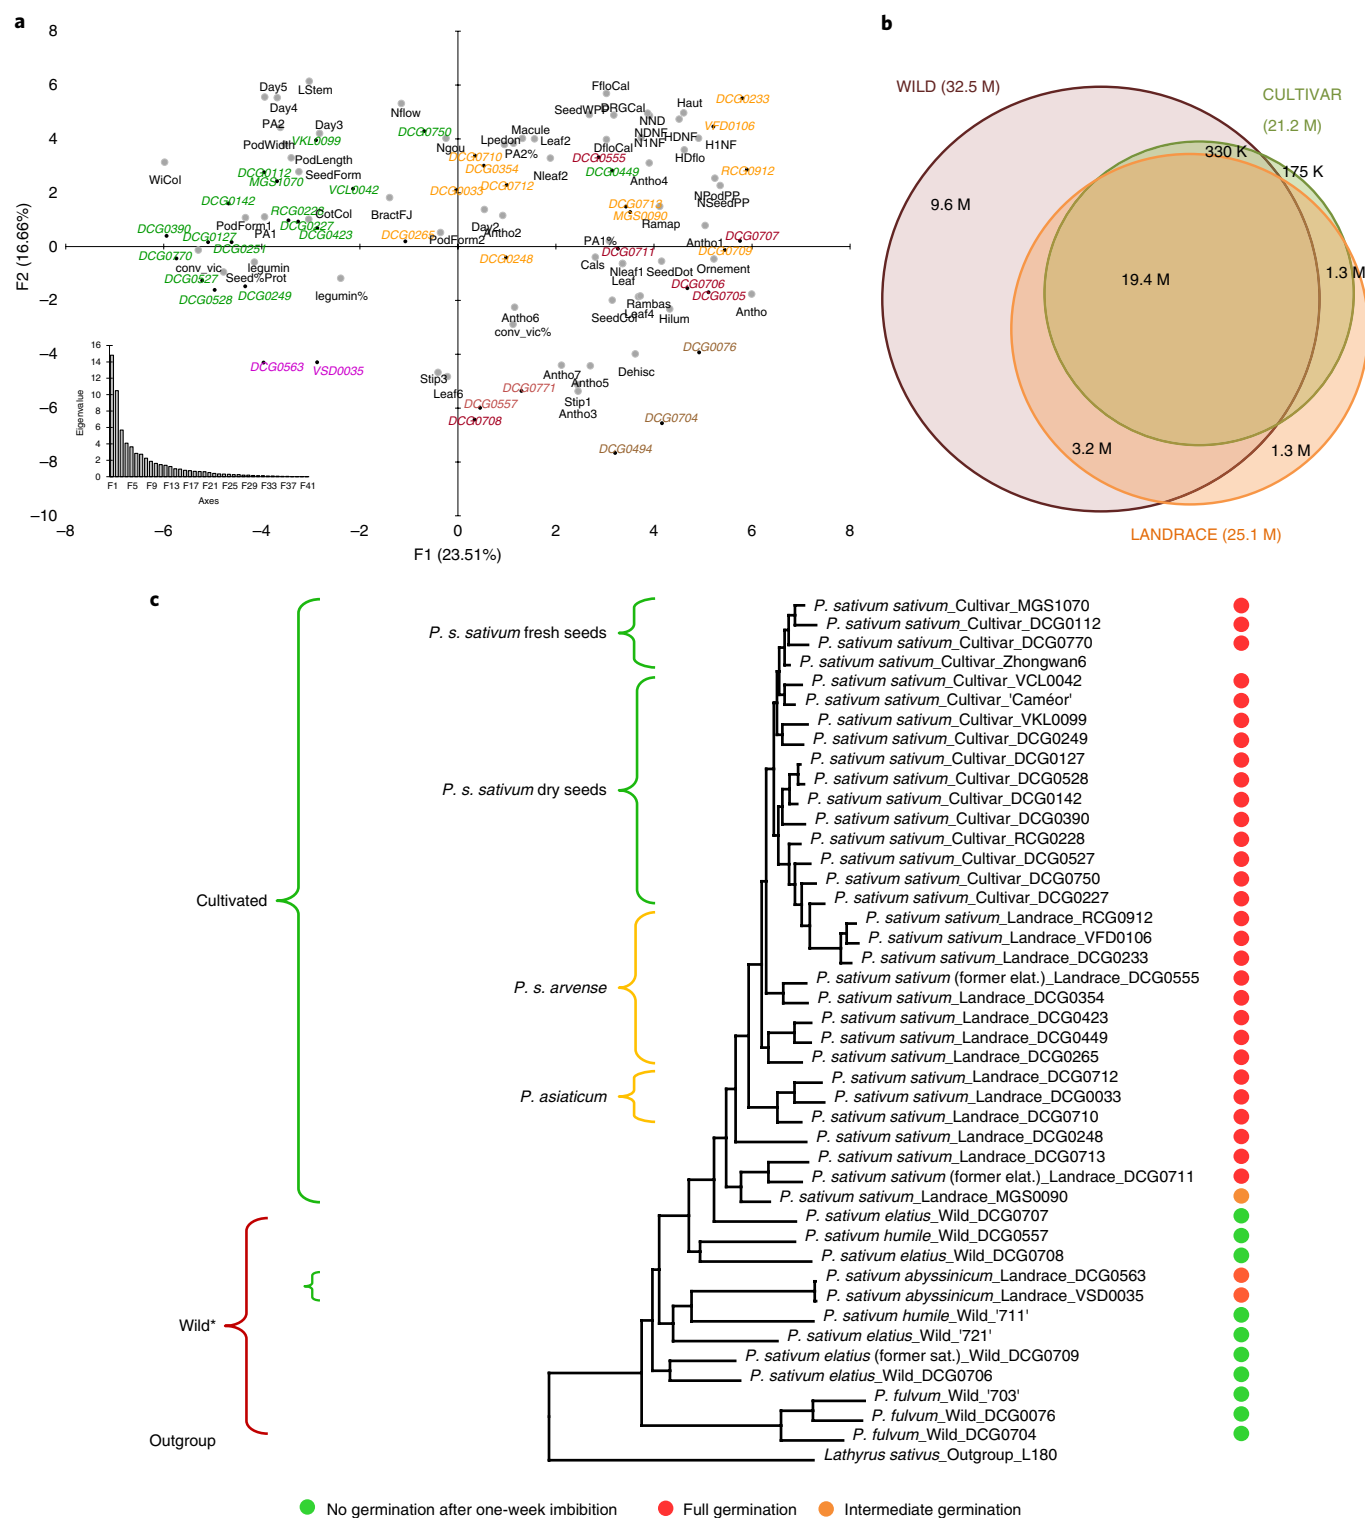 a
8
6
4
2
0
−2
−4
−6
−8
−10
F2 (16.66%)
−8
−6
−4
−2
0
2
4
6
8
F1 (23.51%)
Day5
LStem
Day4
PA2
Day3
VKL0099
PodWidth
PodLength
WiCol
DCG0112
SeedForm
MGS1070
VCL0042
DCG0142
RCG0228
CotCol
PodForm1
DCG0227
DCG0390
DCG0127
PA1
DCG0423
DCG0251
DCG0770
conv_vic
legumin
DCG0527
Seed%Prot
DCG0528
DCG0249
legumin%
Nflow
DCG0750
Ngou
BractFJ
DCG0265
PodForm2
FfloCal
SeedWPP
DRGCal
Haut
DCG0233
NND
VFD0106
Macule
Lpedon
Leaf2
NDNF
HDNF
N1NF
H1NF
DCG0710
PA2%
DfloCal
DCG0555
HDflo
DCG0354
Nleaf2
DCG0449
RCG0912
DCG0033
DCG0712
Antho4
NPodPP
NSeedPP
DCG0713
MGS0090
Ramap
Day2
Antho2
PA1%
Antho1
DCG0707
DCG0711
DCG0709
DCG0248
Cals
Nleaf1
SeedDot
Ornement
Leaf
DCG0706
DCG0705
Rambas
Antho
Antho6
SeedCol
Leaf4
Hilum
conv_vic%
DCG0076
Dehisc
Antho7
Antho5
Stip3
Leaf6
DCG0771
Stip1
DCG0557
Antho3
DCG0708
DCG0704
DCG0494
DCG0563
VSD0035
16
14
12
10
8
6
4
2
0
Eigenvalue
F1
F5
F9
F13
F17
F21
F25
F29
F33
F37
F41
Axes
b
WILD (32.5 M)
CULTIVAR
(21.2 M)
330 K
175 K
9.6 M
19.4 M
1.3 M
3.2 M
1.3 M
LANDRACE (25.1 M)
c
P. s. sativum fresh seeds
P. s. sativum dry seeds
Cultivated
P. s. arvense
P. asiaticum
Wild*
Outgroup
P. sativum sativum_Cultivar_MGS1070
P. sativum sativum_Cultivar_DCG0112
P. sativum sativum_Cultivar_DCG0770
P. sativum sativum_Cultivar_Zhongwan6
P. sativum sativum_Cultivar_VCL0042
P. sativum sativum_Cultivar_'Caméor'
P. sativum sativum_Cultivar_VKL0099
P. sativum sativum_Cultivar_DCG0249
P. sativum sativum_Cultivar_DCG0127
P. sativum sativum_Cultivar_DCG0528
P. sativum sativum_Cultivar_DCG0142
P. sativum sativum_Cultivar_DCG0390
P. sativum sativum_Cultivar_RCG0228
P. sativum sativum_Cultivar_DCG0527
P. sativum sativum_Cultivar_DCG0750
P. sativum sativum_Cultivar_DCG0227
P. sativum sativum_Landrace_RCG0912
P. sativum sativum_Landrace_VFD0106
P. sativum sativum_Landrace_DCG0233
P. sativum sativum (former elat.)_Landrace_DCG0555
P. sativum sativum_Landrace_DCG0354
P. sativum sativum_Landrace_DCG0423
P. sativum sativum_Landrace_DCG0449
P. sativum sativum_Landrace_DCG0265
P. sativum sativum_Landrace_DCG0712
P. sativum sativum_Landrace_DCG0033
P. sativum sativum_Landrace_DCG0710
P. sativum sativum_Landrace_DCG0248
P. sativum sativum_Landrace_DCG0713
P. sativum sativum (former elat.)_Landrace_DCG0711
P. sativum sativum_Landrace_MGS0090
P. sativum elatius_Wild_DCG0707
P. sativum humile_Wild_DCG0557
P. sativum elatius_Wild_DCG0708
P. sativum abyssinicum_Landrace_DCG0563
P. sativum abyssinicum_Landrace_VSD0035
P. sativum humile_Wild_'711'
P. sativum elatius_Wild_'721'
P. sativum elatius (former sat.)_Wild_DCG0709
P. sativum elatius_Wild_DCG0706
P. fulvum_Wild_'703'
P. fulvum_Wild_DCG0076
P. fulvum_Wild_DCG0704
Lathyrus sativus_Outgroup_L180
No germination after one-week imbibition
Full germination
Intermediate germination